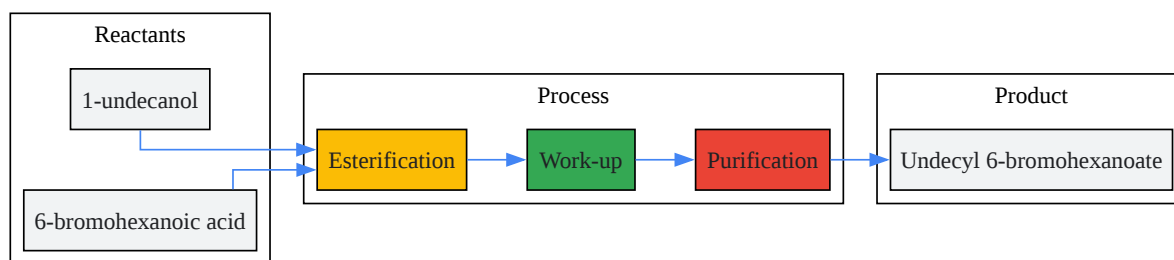 Reactants
1-undecanol
6-bromohexanoic acid
Process
Esterification
Work-up
Purification
Product
Undecyl 6-bromohexanoate